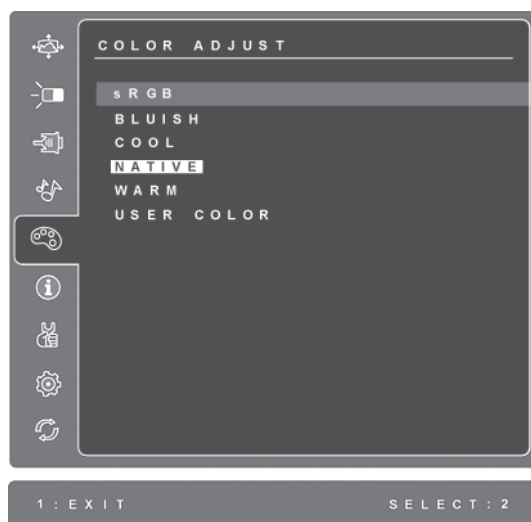 COLOR ADJUST
sRGB
BLUISH
COOL
NATIVE
WARM
USER COLOR
1:EXIT SELECT:2